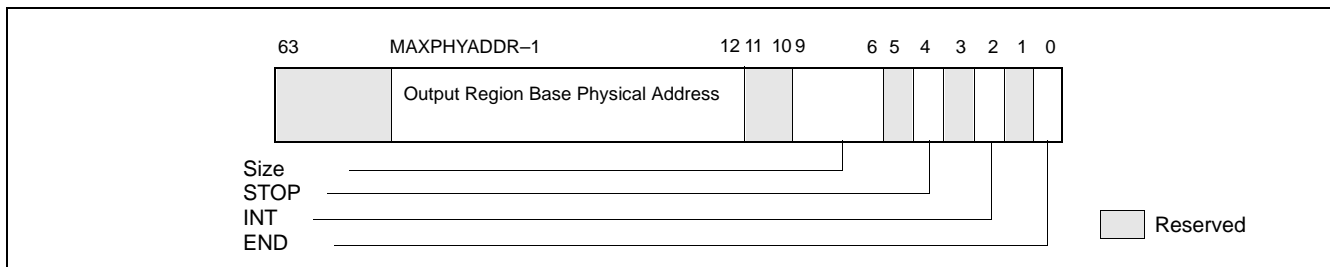 63 MAXPHYADDR–1 12 11 10 9 6 5 4 3 2 1 0
Output Region Base Physical Address
Size
STOP
INT
END
Reserved